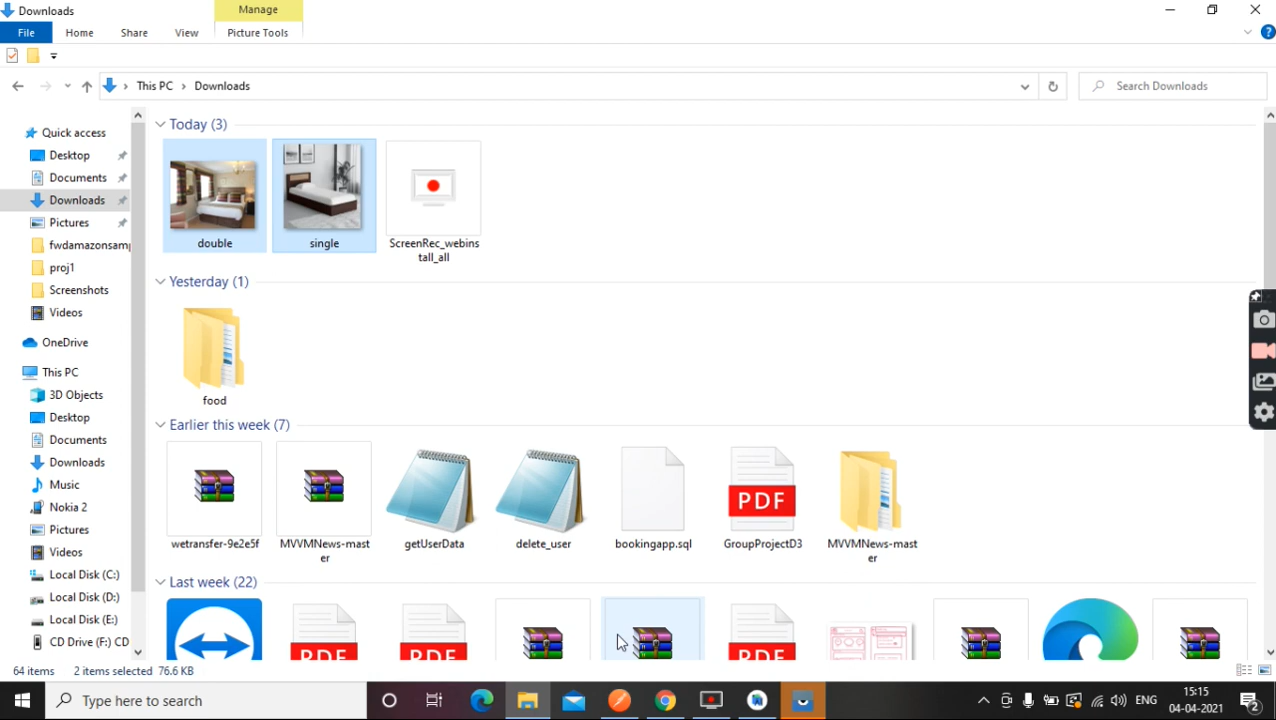 Downloads
Manage
File
Home
Share
View
Picture Tools
This PC
Downloads
Search Downloads
Quick access
Desktop
Documents
Downloads
Pictures
fwdamazonsamp
proj1
Screenshots
Videos
OneDrive
This PC
3D Objects
Desktop
Documents
Downloads
Music
Nokia 2
Pictures
Videos
Local Disk (C:)
Local Disk (D:)
Local Disk (E:)
CD Drive (F:) CD
Today (3)
double
single
ScreenRec_webins
tall_all
Yesterday (1)
food
Earlier this week (7)
PDF
wetransfer-9e2e5f
MVVMNews-mast
er
getUserData
delete_user
bookingapp.sql
GroupProjectD3
MVVMNews-mast
er
Last week (22)
PDF
PDF
PDF
64 items
2 items selected 76.6 KB
Type here to search
ENG
15:15
04-04-2021
2